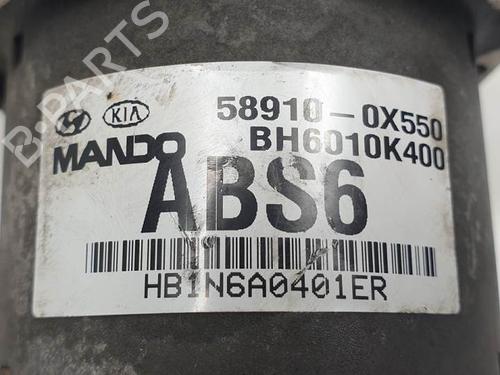 58910-0X550
KIA
BH6010K400
MANDO
ABS6
HB1N6A0401ER
B-PARTS